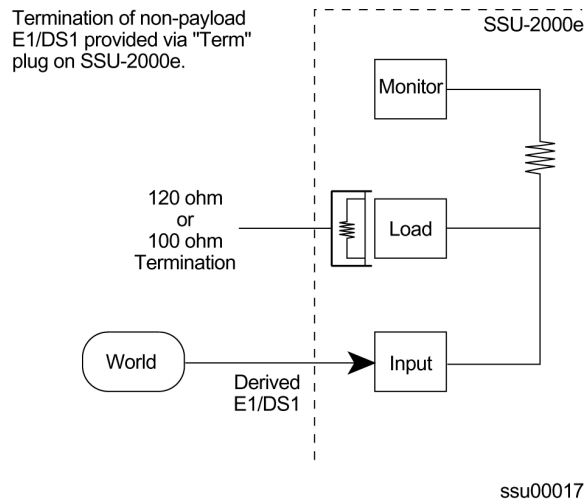 Termination of non-payload
E1/DS1 provided via "Term"
plug on SSU-2000e.
SSU-2000e
Monitor
120 ohm
or
100 ohm
Termination
Load
World
Derived
E1/DS1
Input
ssu00017